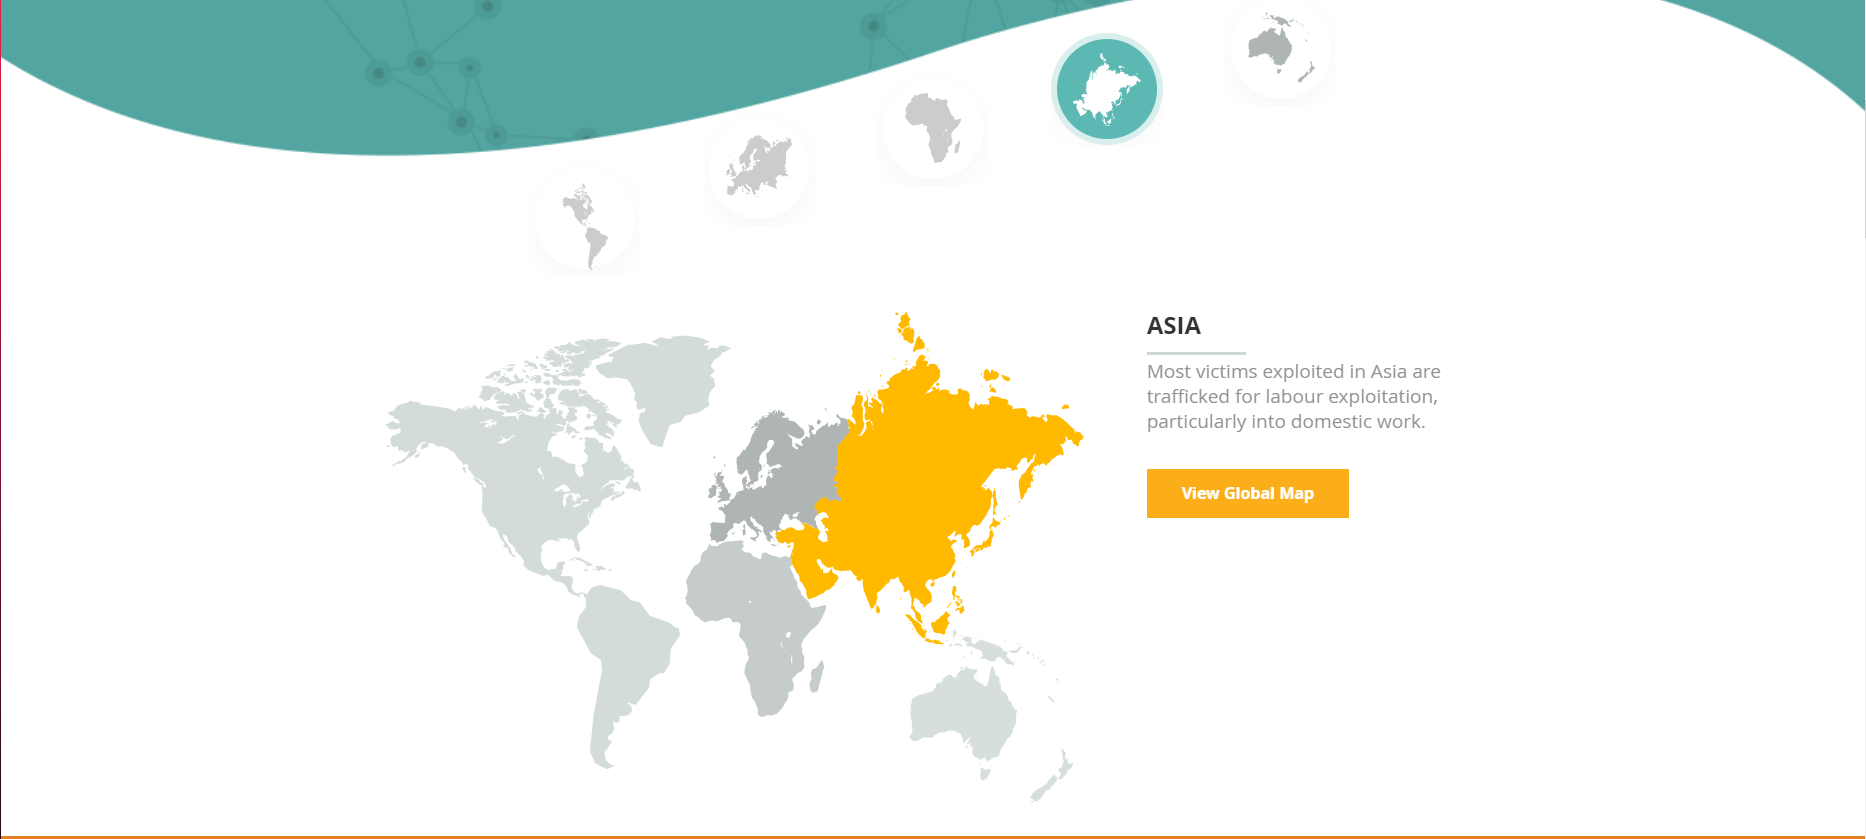 ASIA
Most victims exploited in Asia are
trafficked for labour exploitation,
particularly into domestic work.
View Global Map